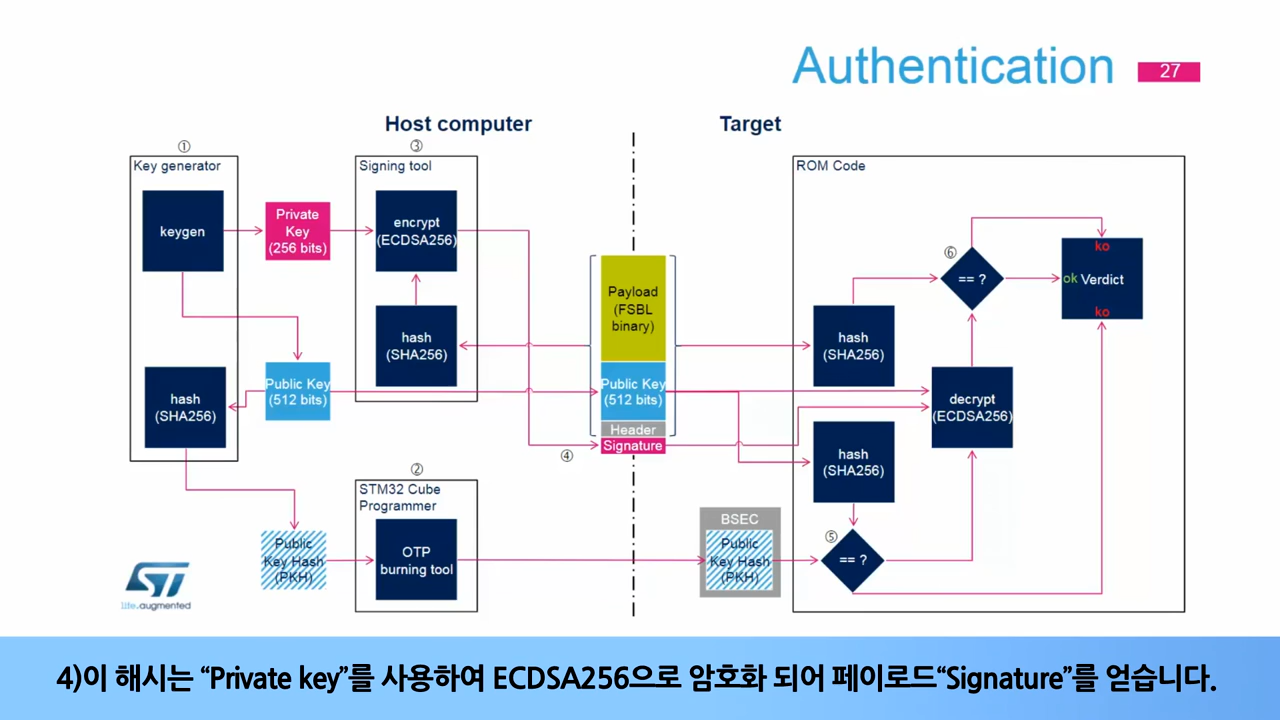 Authentication
27
Host computer
Target
①
Key generator
keygen
Private
Key
(256 bits)
③
Signing tool
encrypt
(ECDSA256)
hash
(SHA256)
hash
(SHA256)
Public Key
(512 bits)
Payload
(FSBL
binary)
Public Key
(512 bits)
Header
Signature
④
②
STM32 Cube
Programmer
OTP
burning tool
Public
Key Hash
(PKH)
BSEC
Public
Key Hash
(PKH)
ROM Code
hash
(SHA256)
hash
(SHA256)
⑤
== ?
⑥
== ?
decrypt
(ECDSA256)
ko
ok Verdict
ko
ST
life.augmented
4)이 해시는 “Private key”를 사용하여 ECDSA256으로 암호화 되어 페이로드“Signature”를 얻습니다.